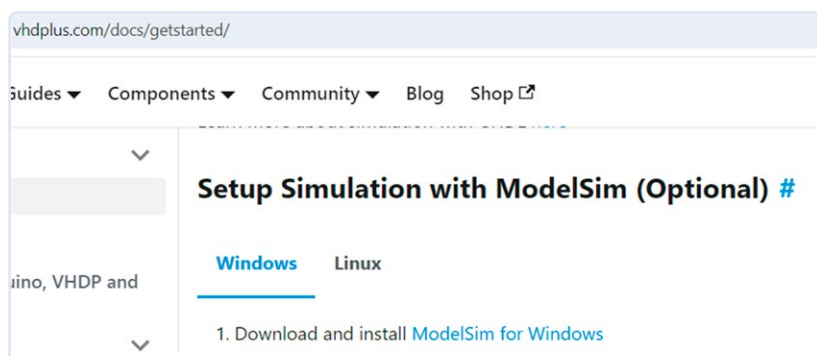 vhdplus.com/docs/getstarted/
Guides Components Community Blog Shop
Setup Simulation with ModelSim (Optional) #
Windows Linux
uino, VHDP and
1. Download and install ModelSim for Windows